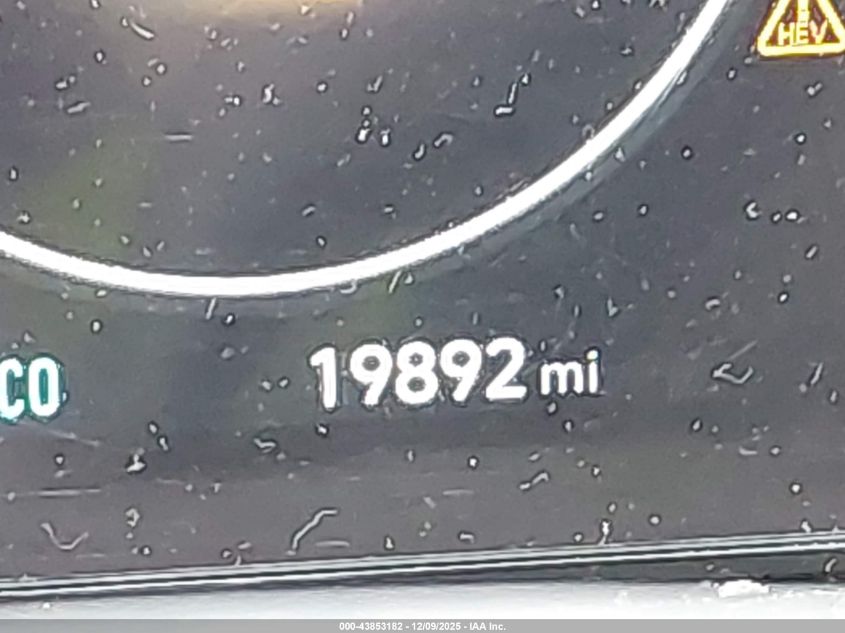 HEV
CO
19892 mi
000-43853182 - 12/09/2025 - IAA Inc.